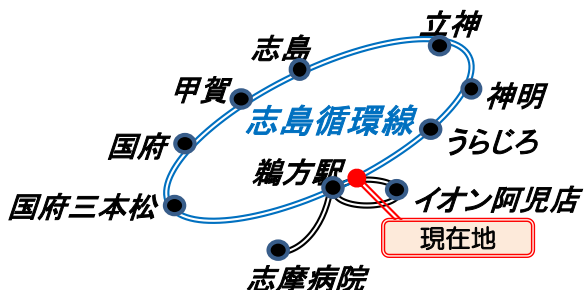 立神
志島
甲賀
神明
志島循環線
うらじろ
国府
鵜方駅
イオン阿児店
国府三本松
現在地
志摩病院